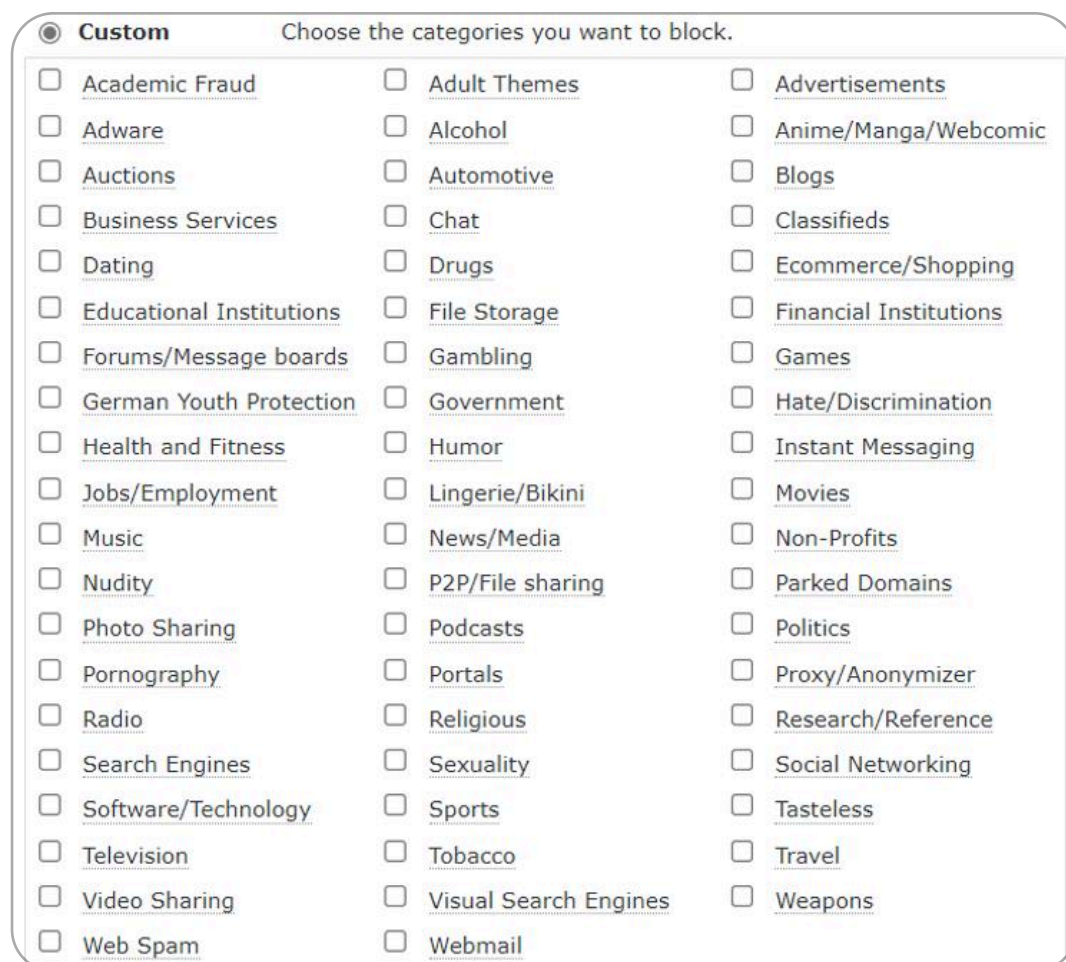 Custom Choose the categories you want to block.
Academic Fraud Adult Themes Advertisements
Adware Alcohol Anime/Manga/Webcomic
Auctions Automotive Blogs
Business Services Chat Classifieds
Dating Drugs Ecommerce/Shopping
Educational Institutions File Storage Financial Institutions
Forums/Message boards Gambling Games
German Youth Protection Government Hate/Discrimination
Health and Fitness Humor Instant Messaging
Jobs/Employment Lingerie/Bikini Movies
Music News/Media Non-Profits
Nudity P2P/File sharing Parked Domains
Photo Sharing Podcasts Politics
Pornography Portals Proxy/Anonymizer
Radio Religious Research/Reference
Search Engines Sexuality Social Networking
Software/Technology Sports Tasteless
Television Tobacco Travel
Video Sharing Visual Search Engines Weapons
Web Spam Webmail